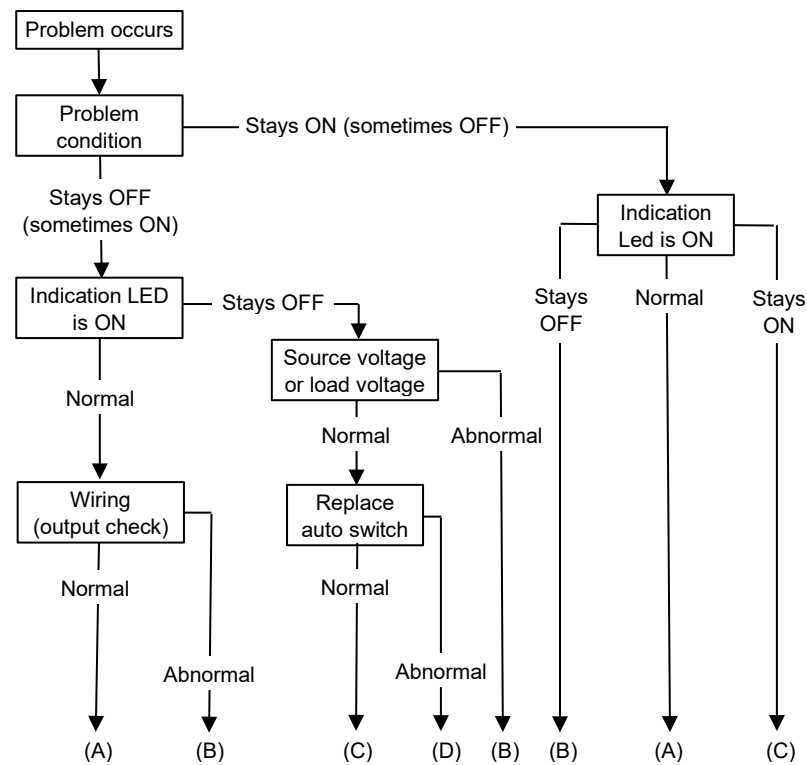 Problem occurs
Problem
condition
Stays ON (sometimes OFF)
Stays OFF
(sometimes ON)
Indication
Led is ON
Indication LED
is ON
Stays OFF
Stays
OFF
Normal
Stays
ON
Source voltage
or load voltage
Normal
Normal
Abnormal
Wiring
(output check)
Replace
auto switch
Normal
Normal
Abnormal
Abnormal
(A)
(B)
(C)
(D)
(B)
(B)
(A)
(C)